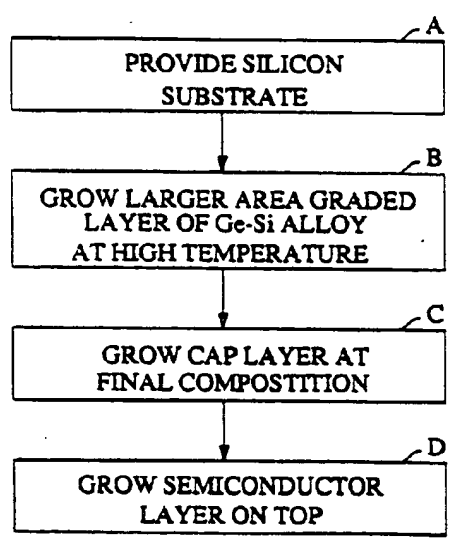 A
PROVIDE SILICON
SUBSTRATE
B
GROW LARGER AREA GRADED
LAYER OF Ge-Si ALLOY
AT HIGH TEMPERATURE
C
GROW CAP LAYER AT
FINAL COMPOSTITION
D
GROW SEMICONDUCTOR
LAYER ON TOP